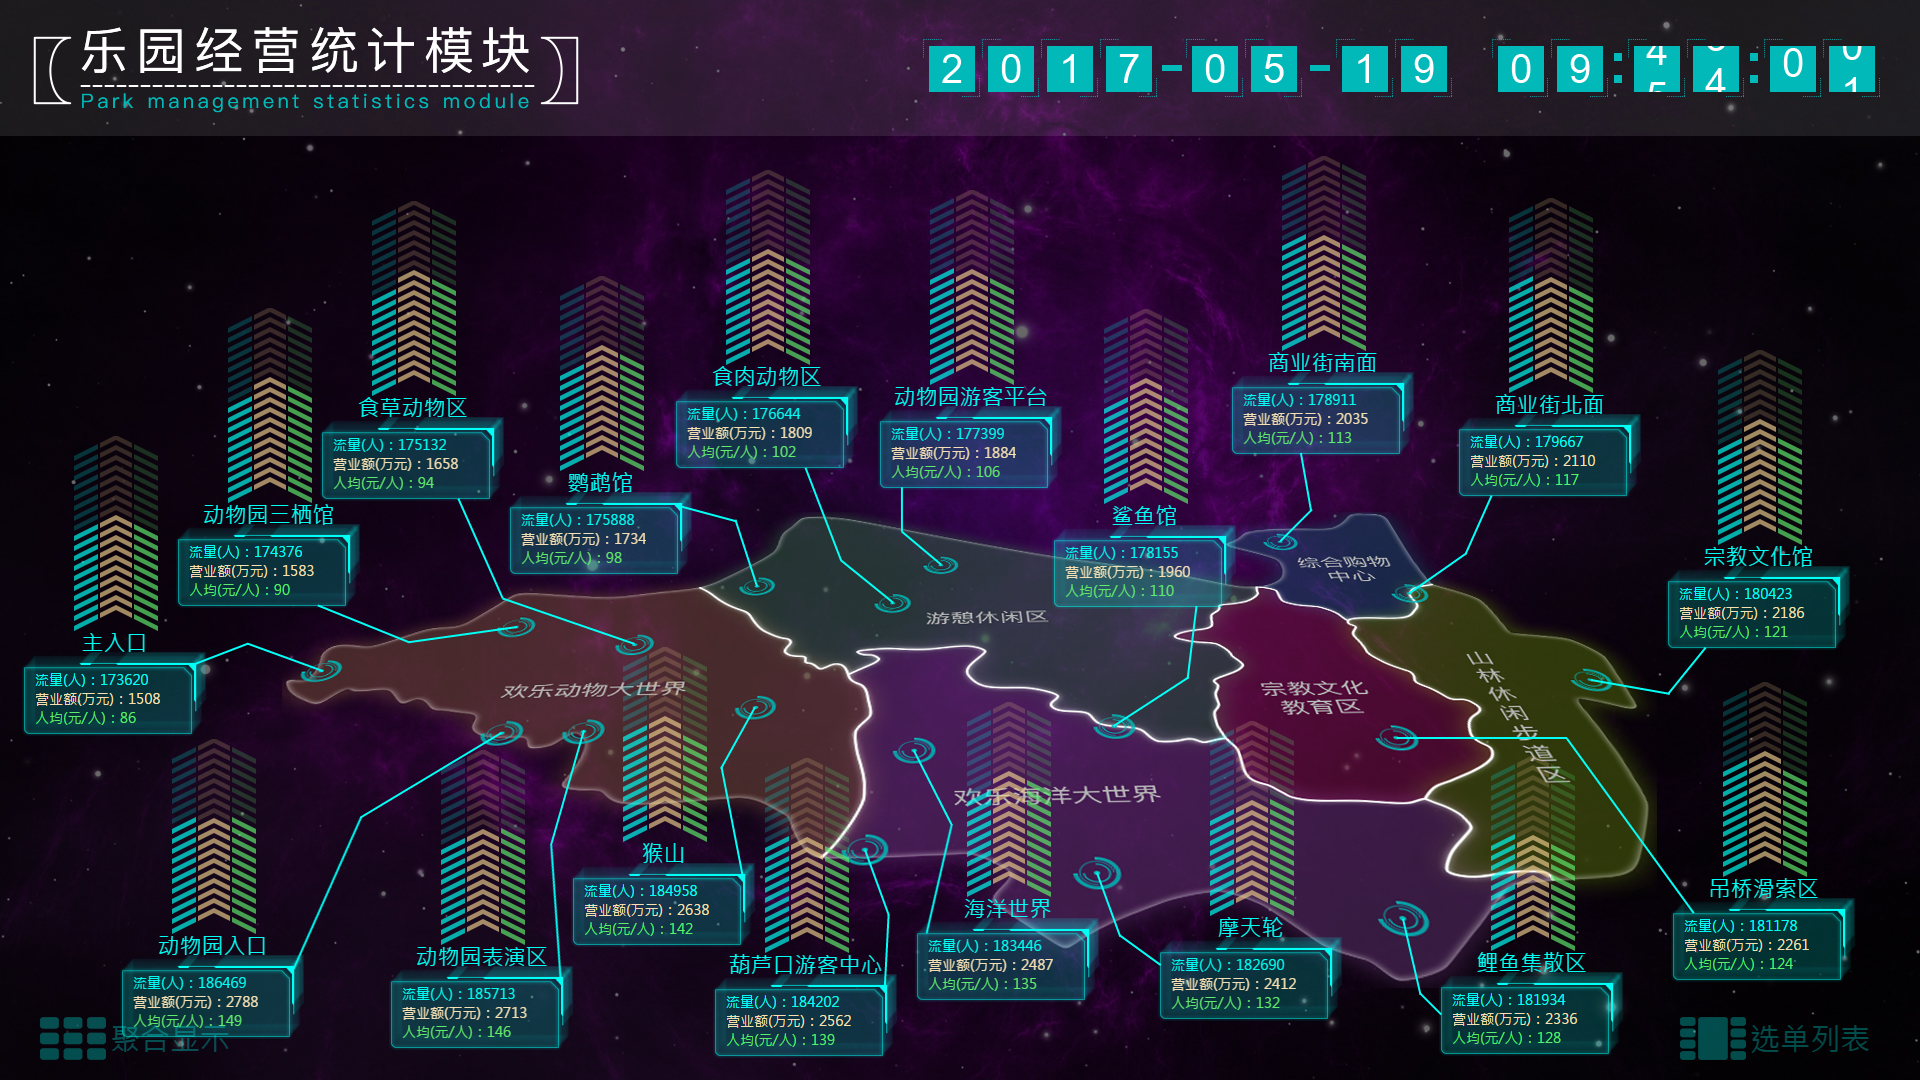 乐园经营统计模块
Park management statistics module
2017-05-19 09:
商业街南面
流量(人) : 178911
营业额(万元) : 2035
人均(元/人) : 113
食肉动物区
流量(人) : 176644
营业额(万元) : 1809
人均(元/人) : 102
动物园游客平台
流量(人) : 177399
营业额(万元) : 1884
人均(元/人) : 106
商业街北面
流量(人) : 179667
营业额(万元) : 2110
人均(元/人) : 117
食草动物区
流量(人) : 175132
营业额(万元) : 1658
人均(元/人) : 94
鹦鹉馆
流量(人) : 175888
营业额(万元) : 1734
人均(元/人) : 98
动物园三栖馆
流量(人) : 174376
营业额(万元) : 1583
人均(元/人) : 90
鲨鱼馆
流量(人) : 178155
营业额(万元) : 1960
人均(元/人) : 110
宗教文化馆
流量(人) : 180423
营业额(万元) : 2186
人均(元/人) : 121
主入口
流量(人) : 173620
营业额(万元) : 1508
人均(元/人) : 86
综合购物
中心
游憩休闲区
欢乐动物大世界
宗教文化
教育区
山林休闲步道区
欢乐海洋大世界
猴山
流量(人) : 184958
营业额(万元) : 2638
人均(元/人) : 142
吊桥滑索区
流量(人) : 181178
营业额(万元) : 2261
人均(元/人) : 124
海洋世界
流量(人) : 183446
营业额(万元) : 2487
人均(元/人) : 135
摩天轮
流量(人) : 182690
营业额(万元) : 2412
人均(元/人) : 132
动物园入口
流量(人) : 186469
营业额(万元) : 2788
人均(元/人) : 149
动物园表演区
流量(人) : 185713
营业额(万元) : 2713
人均(元/人) : 146
葫芦口游客中心
流量(人) : 184202
营业额(万元) : 2562
人均(元/人) : 139
鲤鱼集散区
流量(人) : 181934
营业额(万元) : 2336
人均(元/人) : 128
聚合显示
选单列表